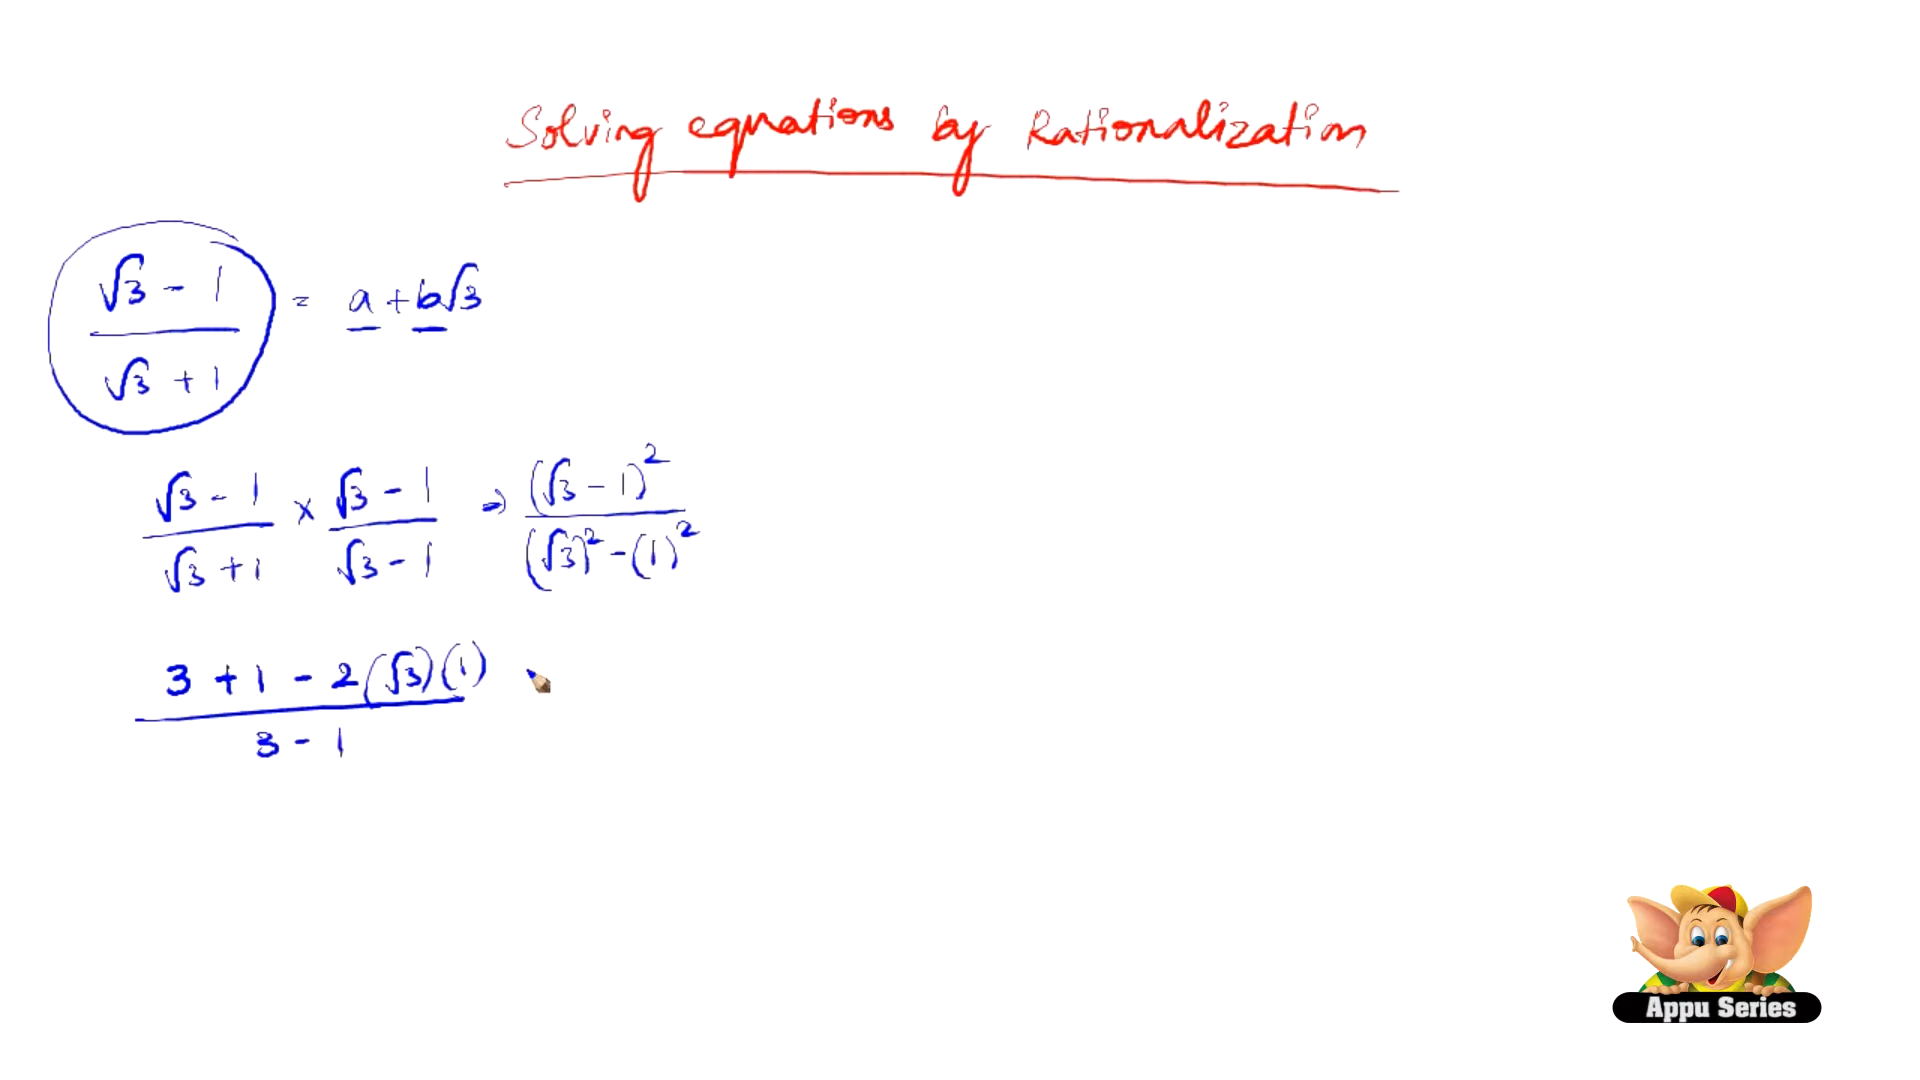 Solving equations by Rationalization
√3 - 1 / √3 + 1 = a + b√3
√3 - 1 / √3 + 1 × √3 - 1 / √3 - 1 ⇒ (√3 - 1)² / (√3)² - (1)²
3 + 1 - 2(√3)(1) / 3 - 1
Appu Series